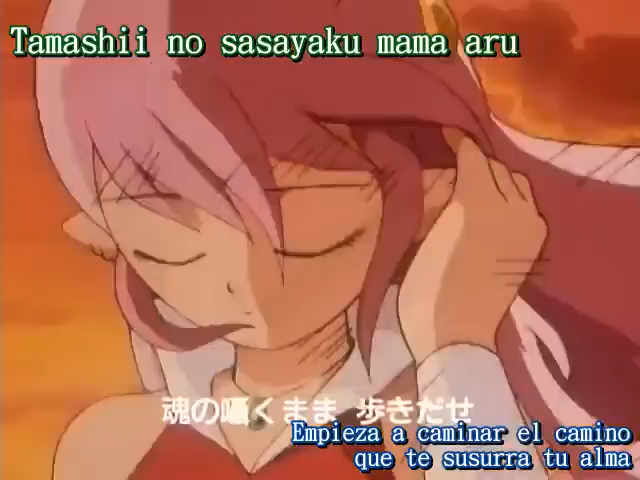 Tamashii no sasayaku mama aru
魂の囁くまま 歩きだせ
Empieza a caminar el camino
que te susurra tu alma